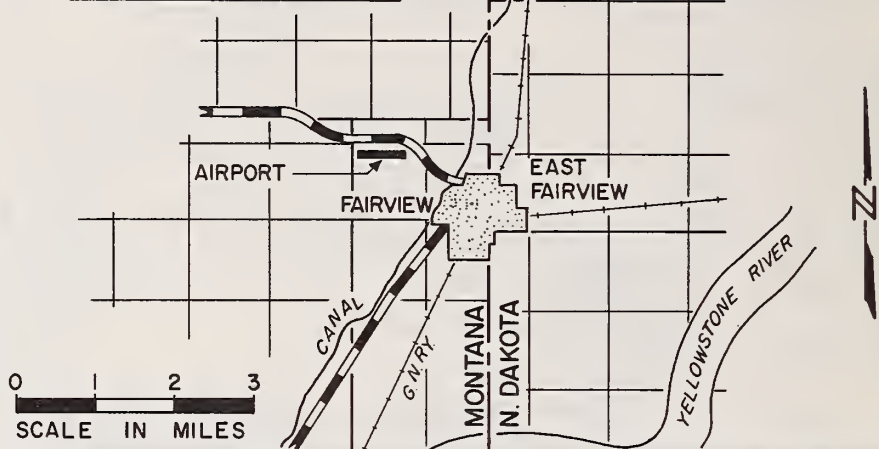 AIRPORT
EAST
FAIRVIEW
FAIRVIEW
N
YELLOWSTONE RIVER
CANAL
G.N.RY.
MONTANA
N. DAKOTA
0 1 2 3
SCALE IN MILES